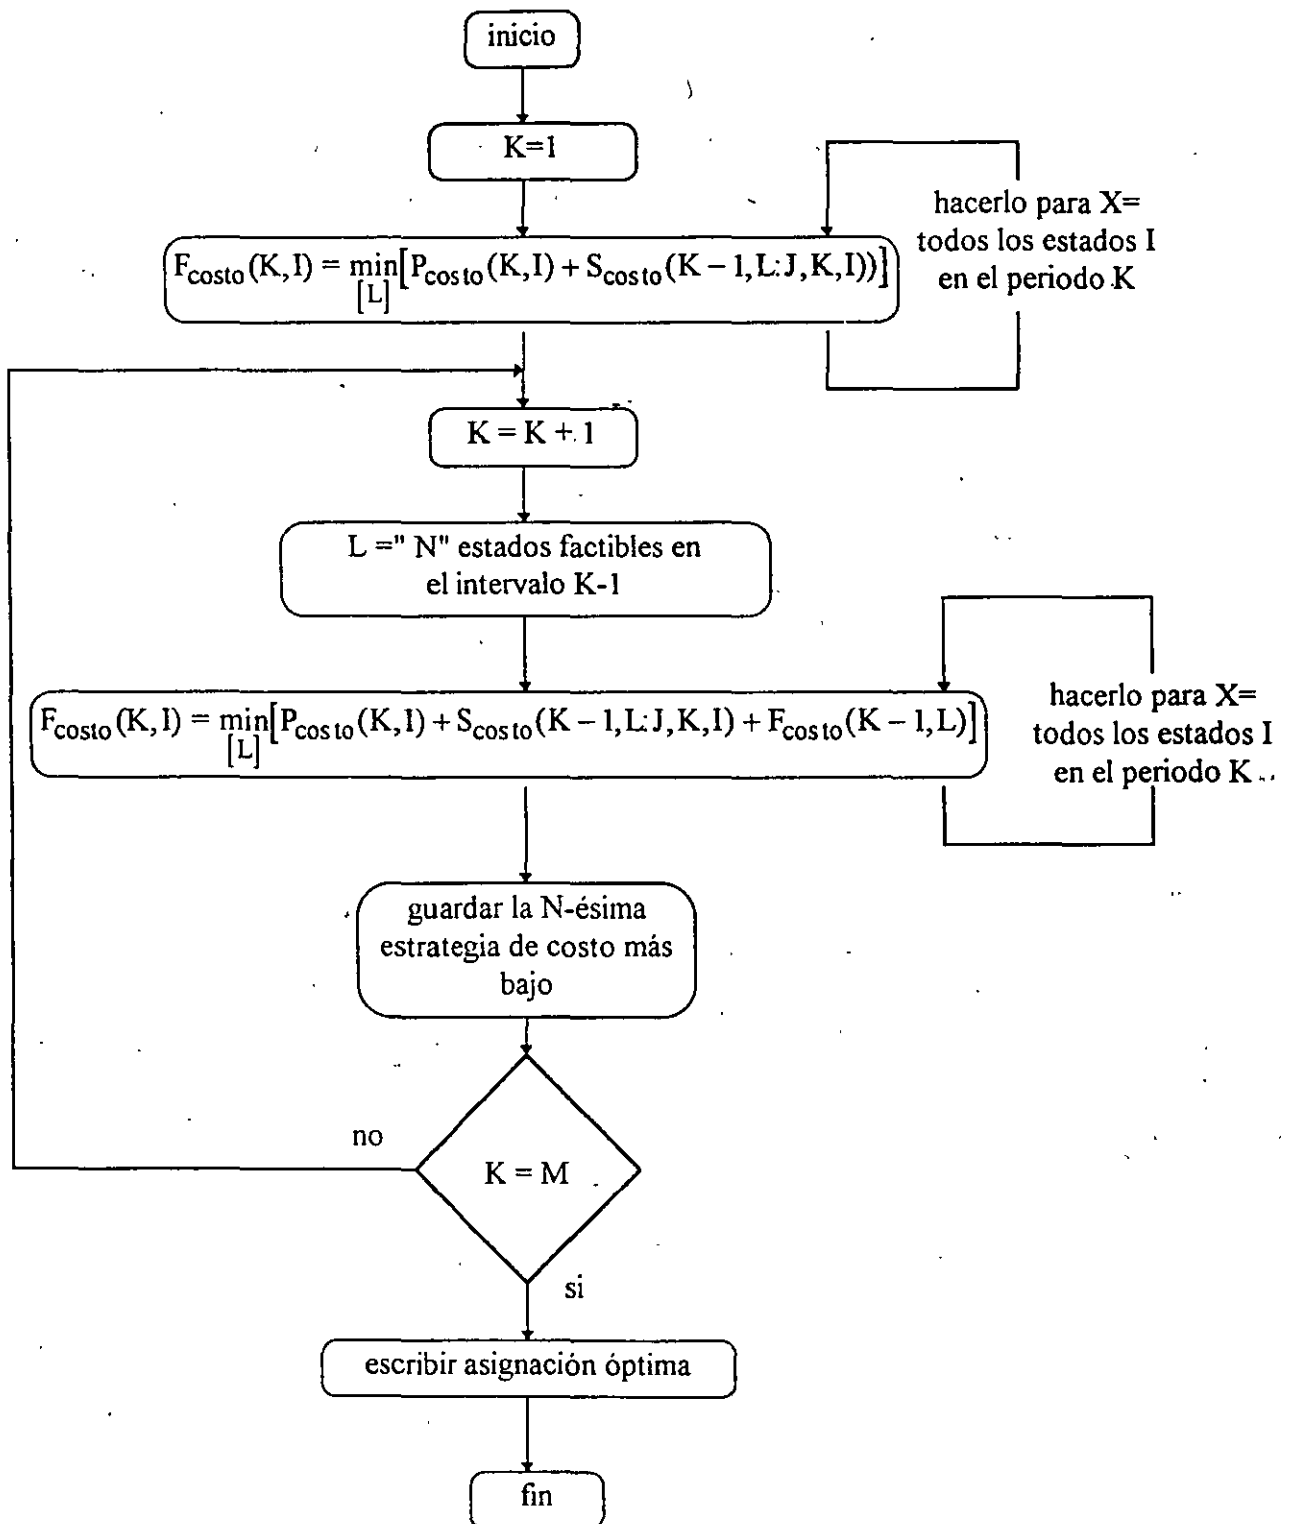 inicio
K=1
hacerlo para X=
todos los estados I
en el periodo K
F_costo(K,I) = min[P_costo(K,I) + S_costo(K−1,L:J,K,I))]
[L]
K = K + 1
L =" N" estados factibles en
el intervalo K-1
hacerlo para X=
todos los estados I
en el periodo K
F_costo(K,I) = min[P_costo(K,I) + S_costo(K−1,L:J,K,I) + F_costo(K−1,L)]
[L]
guardar la N-ésima
estrategia de costo más
bajo
no
K = M
si
escribir asignación óptima
fin